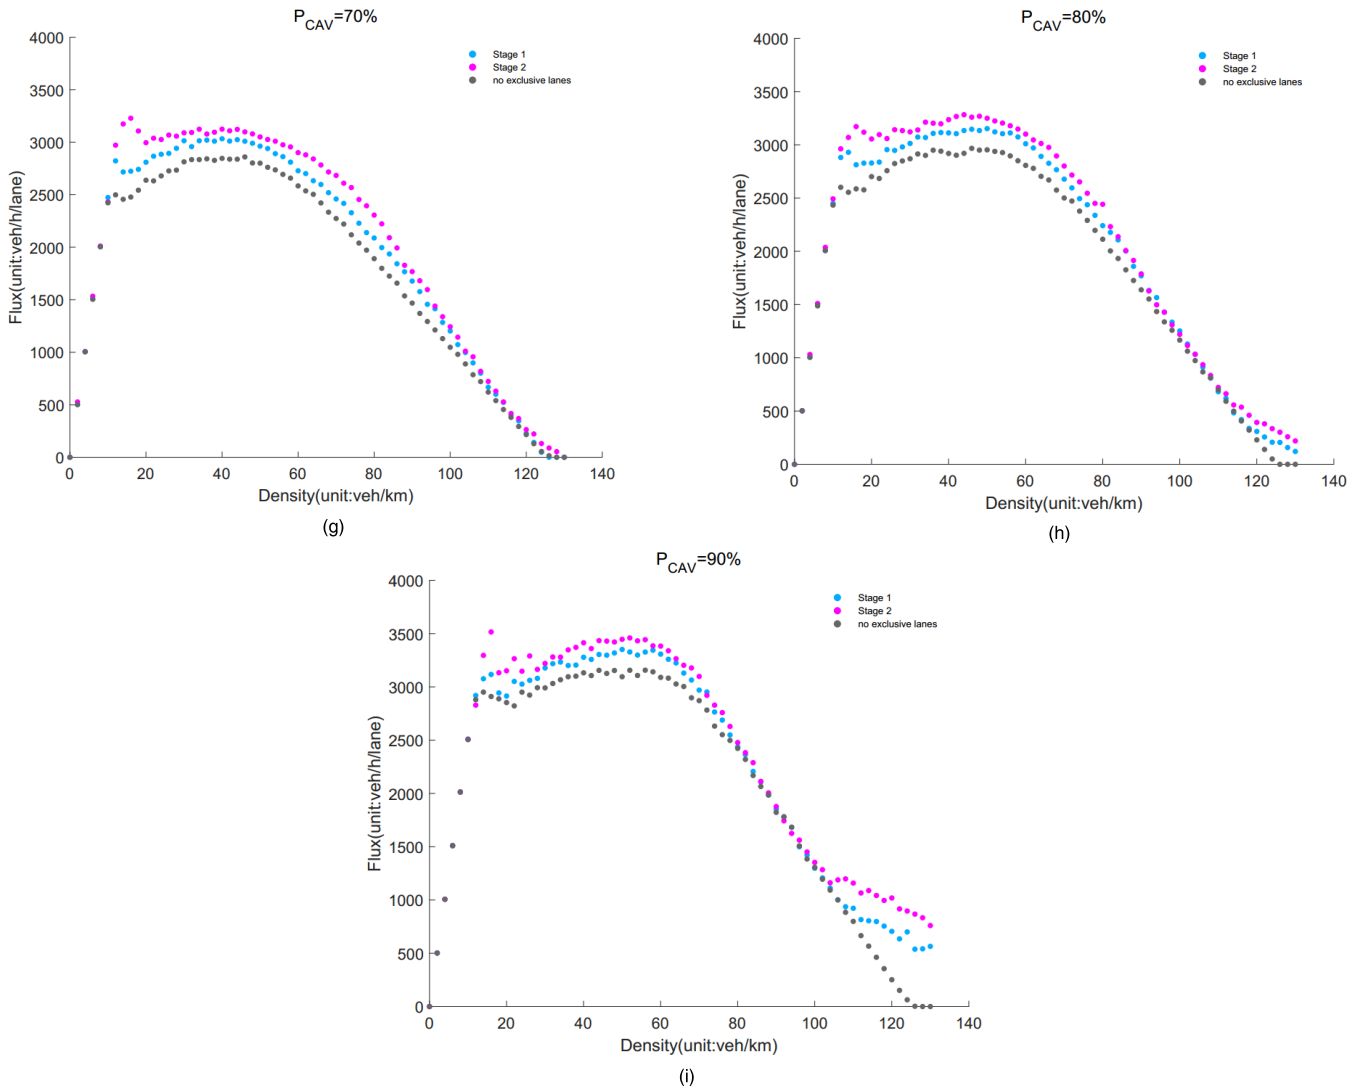 P_CAV=70%
4000
3500
3000
2500
2000
1500
1000
500
0
Flux(unit:veh/h/lane)
Stage 1
Stage 2
no exclusive lanes
0 20 40 60 80 100 120 140
Density(unit:veh/km)
(g)
P_CAV=80%
4000
3500
3000
2500
2000
1500
1000
500
0
Flux(unit:veh/h/lane)
Stage 1
Stage 2
no exclusive lanes
0 20 40 60 80 100 120 140
Density(unit:veh/km)
(h)
P_CAV=90%
4000
3500
3000
2500
2000
1500
1000
500
0
Flux(unit:veh/h/lane)
Stage 1
Stage 2
no exclusive lanes
0 20 40 60 80 100 120 140
Density(unit:veh/km)
(i)